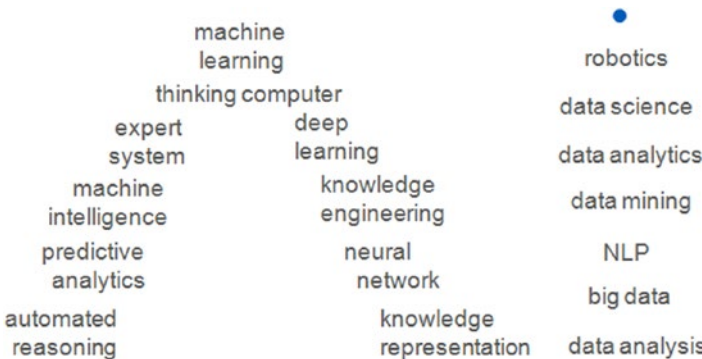 machine
learning
thinking computer
expert
system
deep
learning
machine
intelligence
knowledge
engineering
predictive
analytics
neural
network
automated
reasoning
knowledge
representation
robotics
data science
data analytics
data mining
NLP
big data
data analysis